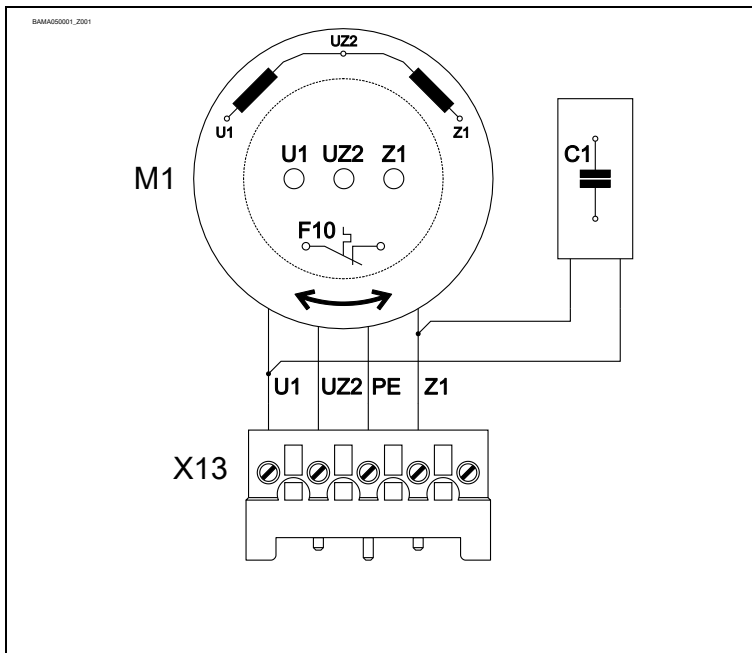 BAMA050001_Z001
UZ2
U1
Z1
C1
U1 UZ2 Z1
M1
F10
U1 UZ2 PE Z1
X13